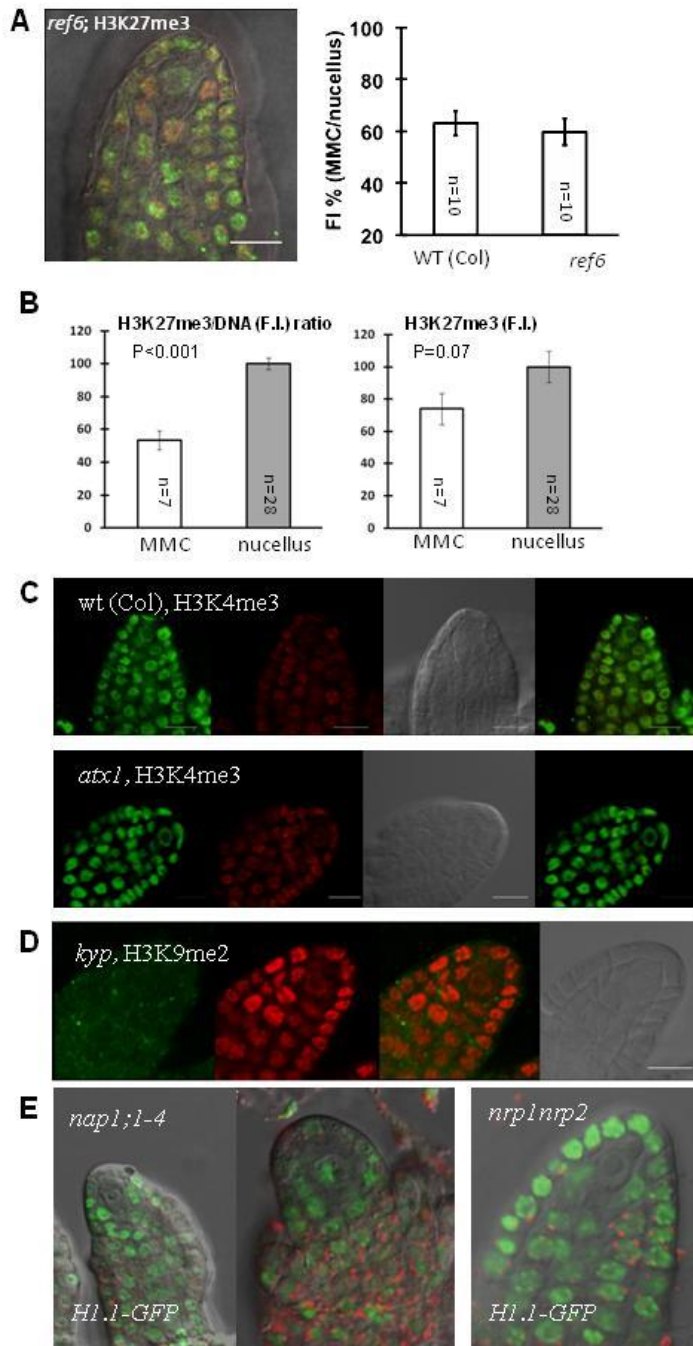 A
ref6; H3K27me3
FI % (MMC/nucellus)
100
80
60
40
20
n=10
n=10
WT (Col)
ref6
B
H3K27me3/DNA (F.I.) ratio
P<0.001
120
100
80
60
40
20
0
n=7
n=28
MMC
nucellus
H3K27me3 (F.I.)
P=0.07
120
100
80
60
40
20
0
n=7
n=28
MMC
nucellus
C
wt (Col), H3K4me3
atx1, H3K4me3
D
kyp, H3K9me2
E
nap1;1-4
H1.1-GFP
nrp1nrp2
H1.1-GFP